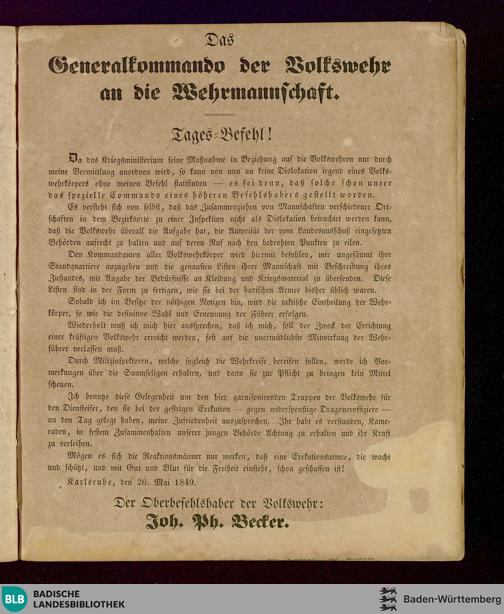 Das
Generalkommando der Volkswehr
an die Wehrmannschaft.
Tages-Befehl!
Da das Kriegsministerium seine Maßnahme in Beziehung auf die Volkswehren nur durch
meine Vermittlung anordnen wird, so kann von nun an keine Dislokation irgend eines Volks-
wehrkörpers ohne meinen Befehl stattfinden — es sei denn, daß solche schon unter
das spezielle Commando eines höheren Befehlshabers gestellt worden.
Es versteht sich von selbst, daß das Zusammenziehen von Mannschaften verschiedener Ort-
schaften in dem Bezirksorte zu einer Inspektion nicht als Dislokation betrachtet werden kann,
daß die Volkswehr überall die Aufgabe hat, die Autorität der vom Landesausschuß eingesetzten
Behörden aufrecht zu halten und auf deren Ruf nach den bedrohten Punkten zu eilen.
Den Kommandanten aller Volkswehrkörper wird hiermit befohlen, mir ungesäumt ihre
Standquartiere anzugeben und die genausten Listen ihrer Mannschaft mit Beschreibung ihres
Zustandes, mit Angabe der Bedürfnisse an Kleidung und Kriegsmaterial zu übersenden. Diese
Listen sind in der Form zu fertigen, wie sie bei der badischen Armee bisher üblich waren.
Sobald ich im Besitze der nöthigen Notizen bin, wird die taktische Eintheilung der Wehr-
körper, so wie die definitive Wahl und Ernennung der Führer erfolgen.
Wiederholt muß ich mich hier aussprechen, daß ich mich, soll der Zweck der Errichtung
einer kräftigen Volkswehr erreicht werden, fest auf die unermüdlichste Mitwirkung der Wehr-
führer verlassen muß.
Durch Milizinspektoren, welche sogleich die Wehrkreise bereisen sollen, werde ich Vor-
merkungen über die Saumseligen erhalten, und dann sie zur Pflicht zu bringen kein Mittel
scheuen.
Ich benutze diese Gelegenheit um den hier garnisonirenden Truppen der Volkswehr für
den Diensteifer, den sie bei der gestrigen Exekution — gegen widerspenstige Dragoneroffiziere —
an den Tag gelegt haben, meine Zufriedenheit auszusprechen. Ihr habt es verstanden, Kame-
raden, in festem Zusammenhalten unserer jungen Behörde Achtung zu erhalten und ihr Kraft
zu verleihen.
Mögen es sich die Reaktionsmänner nur merken, daß eine Exekutionsarmee, die wacht
und schützt, und mit Gut und Blut für die Freiheit einsteht, schon geschaffen ist!
Karlsruhe, den 26. Mai 1849.
Der Oberbefehlshaber der Volkswehr:
Joh. Ph. Becker.
BLB
BADISCHE
LANDESBIBLIOTHEK
Baden-Württemberg